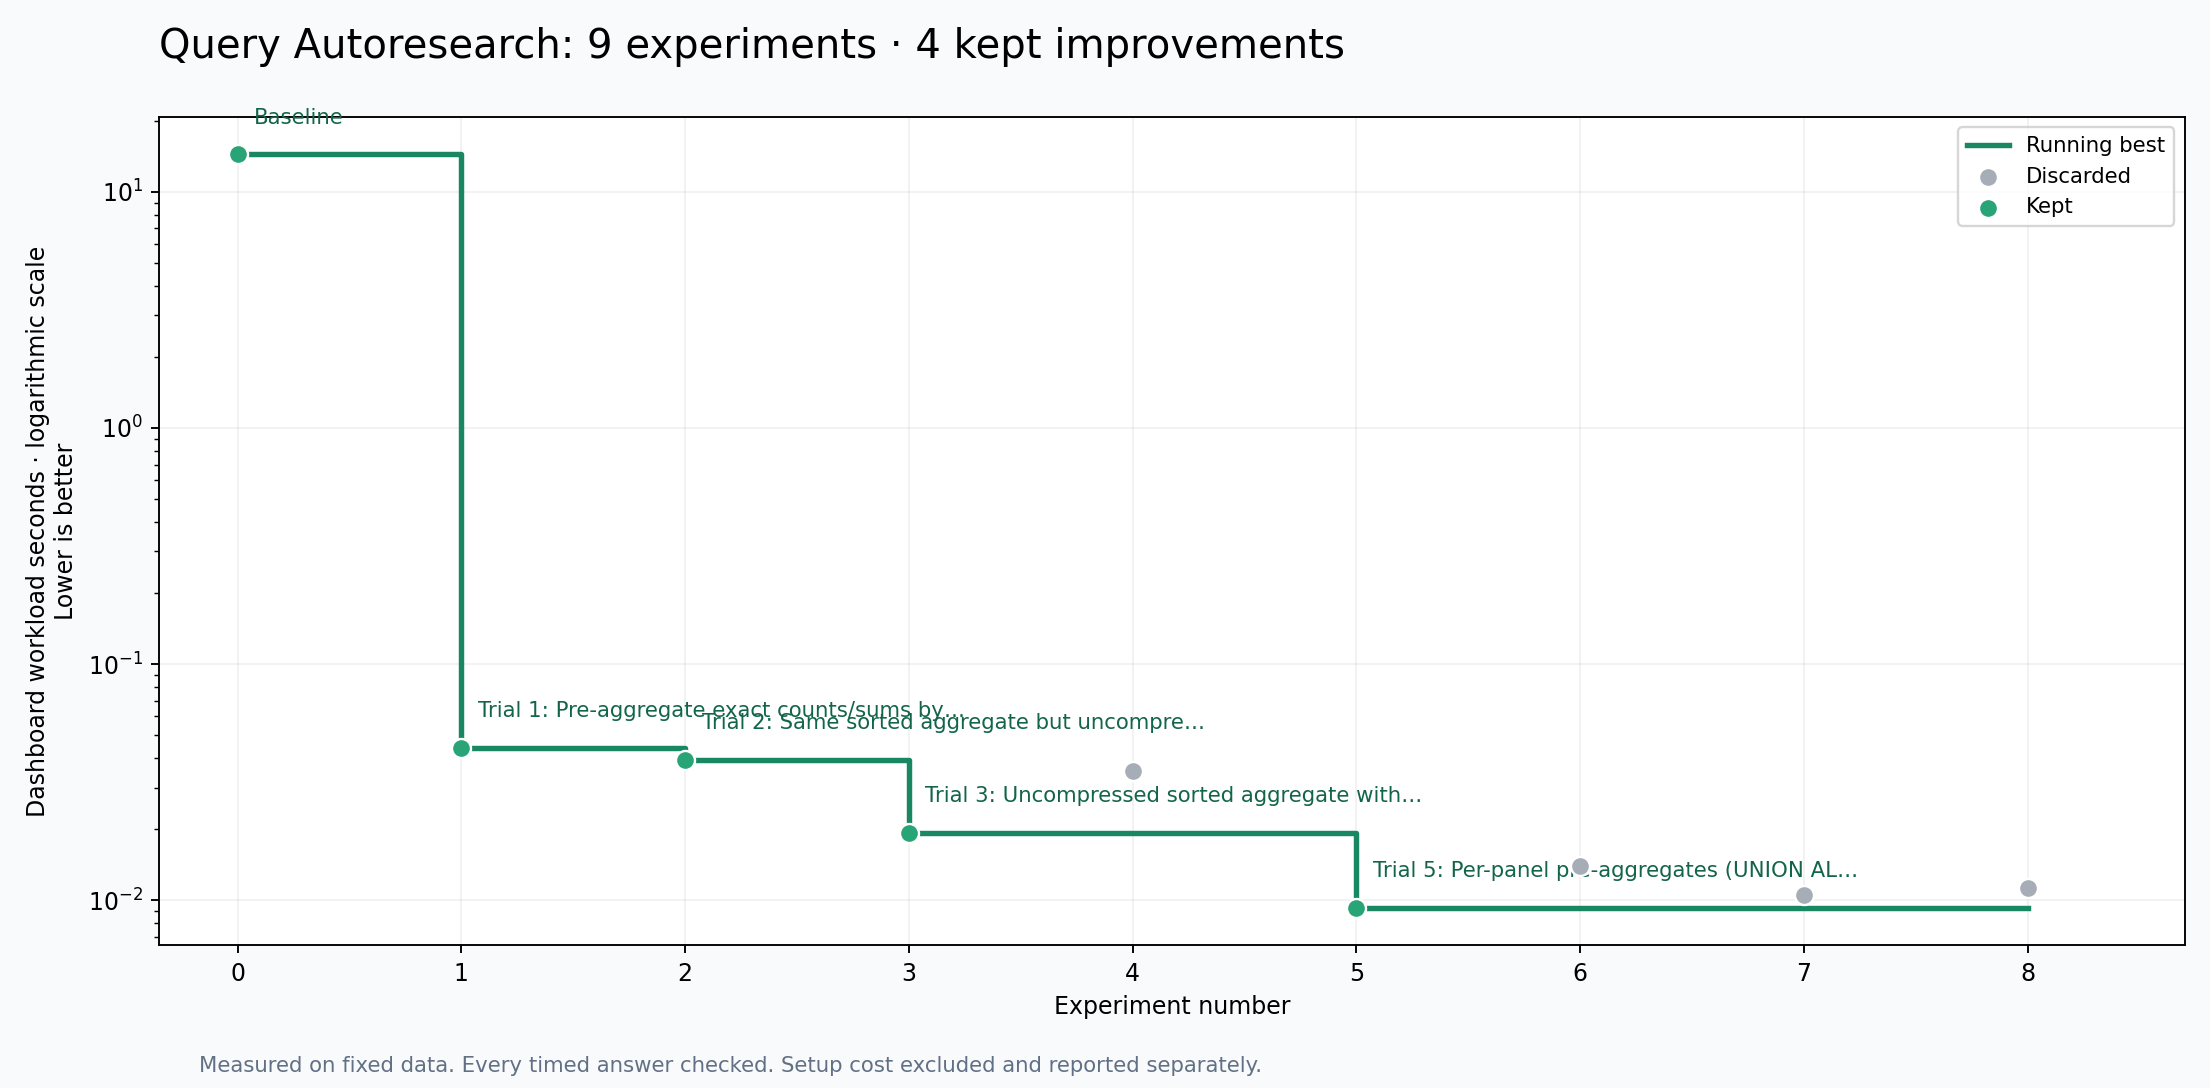 Query Autoresearch: 9 experiments · 4 kept improvements
Baseline
Running best
Discarded
Kept
Dashboard workload seconds · logarithmic scale
Lower is better
10¹
10⁰
10⁻¹
10⁻²
Trial 1: Pre-aggregate exact counts/sums by…
Trial 2: Same sorted aggregate but uncompre…
Trial 3: Uncompressed sorted aggregate with…
Trial 5: Per-panel pre-aggregates (UNION AL…
0 1 2 3 4 5 6 7 8
Experiment number
Measured on fixed data. Every timed answer checked. Setup cost excluded and reported separately.